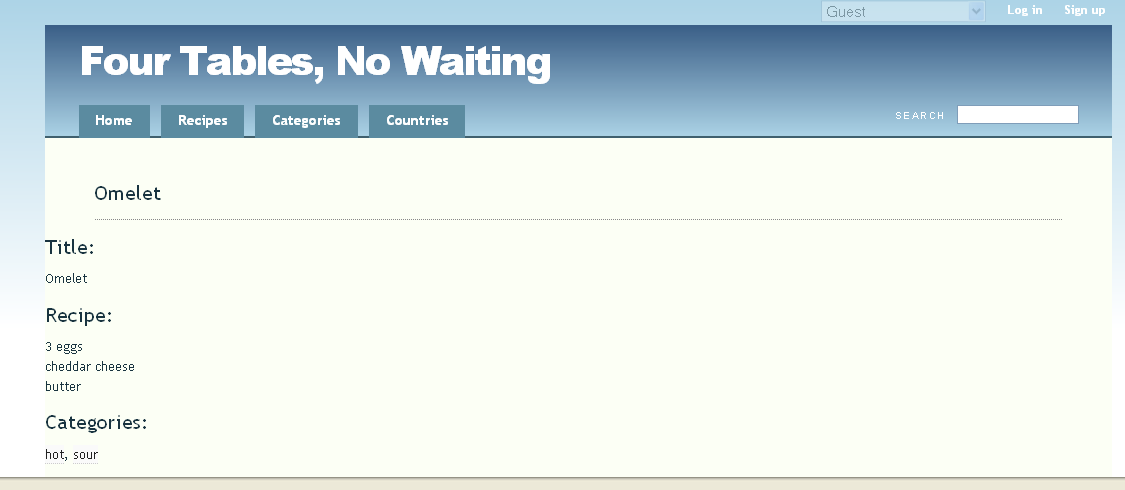 Guest Log in Sign up
Four Tables, No Waiting
Home Recipes Categories Countries SEARCH
Omelet
Title:
Omelet
Recipe:
3 eggs
cheddar cheese
butter
Categories:
hot, sour